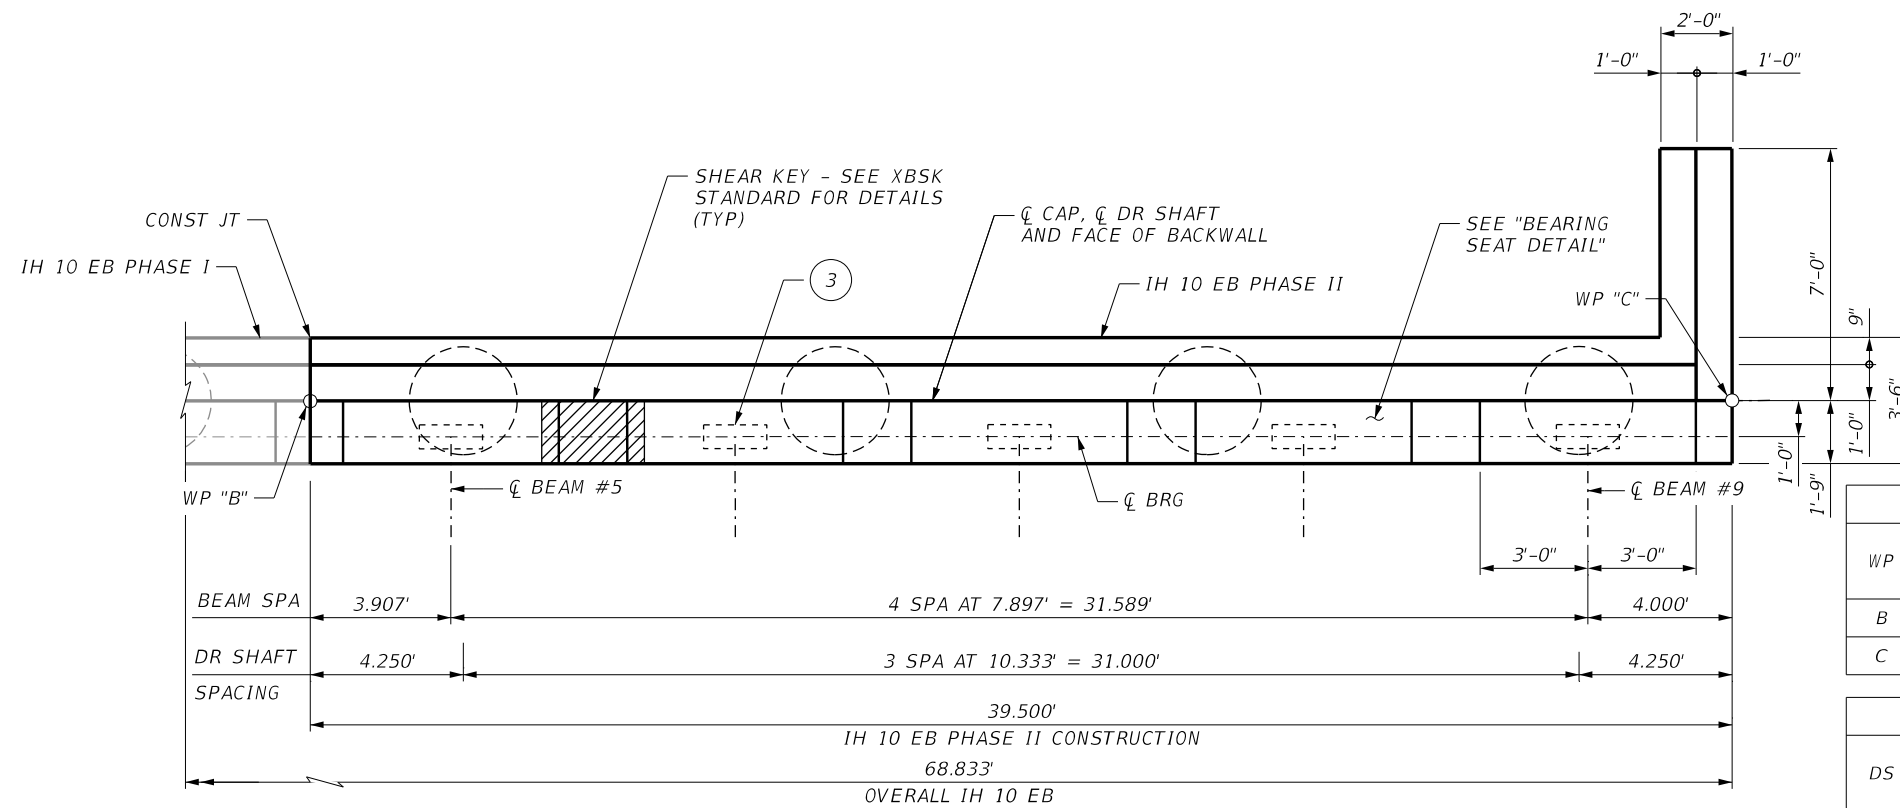 2'-0"
1'-0"
1'-0"
SHEAR KEY - SEE XBSK
STANDARD FOR DETAILS
(TYP)
CONST JT
℄ CAP, ℄ DR SHAFT
AND FACE OF BACKWALL
SEE "BEARING
SEAT DETAIL"
IH 10 EB PHASE I
3
IH 10 EB PHASE II
WP "C"
7'-0"
9"
3'-6"
1'-0"
1'-0"
1'-9"
WP "B"
℄ BEAM #5
℄ BRG
℄ BEAM #9
3'-0"
3'-0"
WP
BEAM SPA
3.907'
4 SPA AT 7.897' = 31.589'
4.000'
B
DR SHAFT
SPACING
4.250'
3 SPA AT 10.333' = 31.000'
4.250'
C
39.500'
IH 10 EB PHASE II CONSTRUCTION
68.833'
OVERALL IH 10 EB
DS